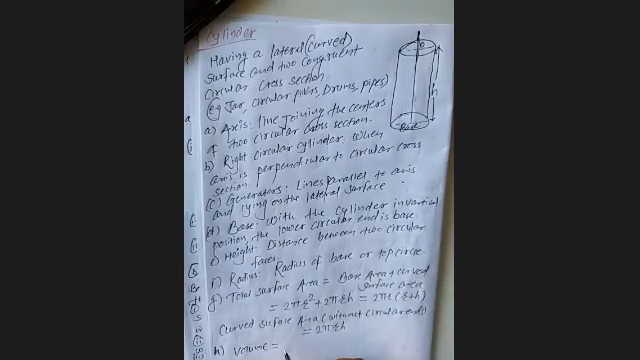 Cylinder
Having a lateral (curved)
surface and two congruent
circular cross section
eg Jar, circular pillers, Drums, pipes)
a) Axis: line joining the centers
of two circular cross section.
b) Right circular cylinder: When
axis is perpendicular to circular cross
section.
(c) Generators: Lines parallel to axis
and lying on the lateral surface
d) Base: With the cylinder in vertical
position, the lower circular end is base.
e) Height: Distance between two circular
faces
f) Radius: Radius of base or top circle
g) Total Surface Area = Base Area + curved
surface area
= 2πr² + 2πrh = 2πr(r+h)
Curved surface Area (without circular ends)
= 2πrh
h) Volume =
h
Base